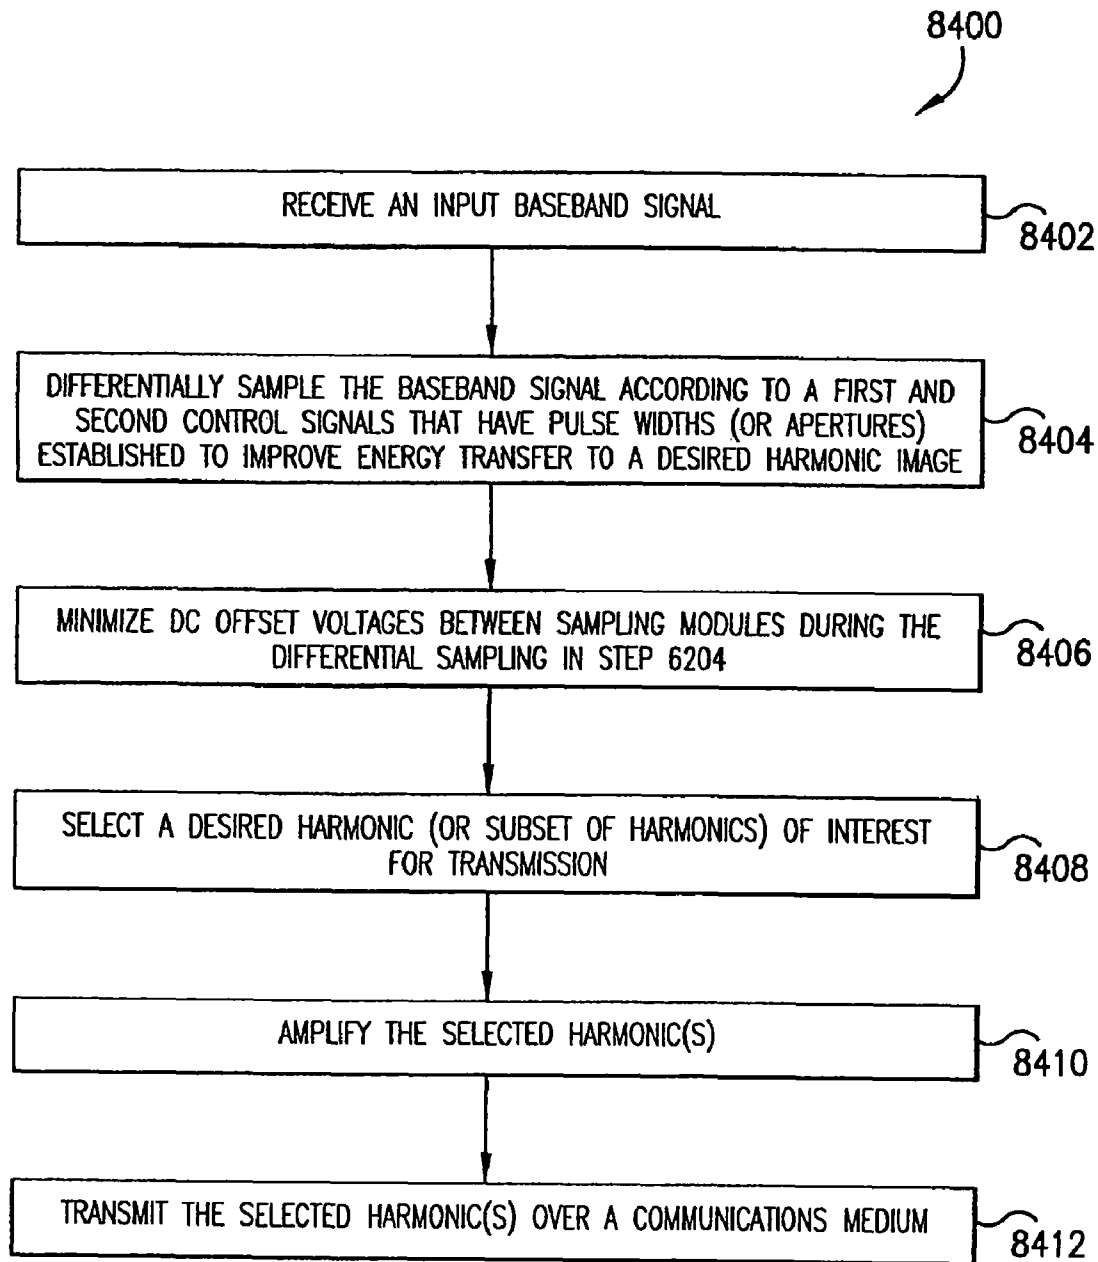 8400
RECEIVE AN INPUT BASEBAND SIGNAL
8402
DIFFERENTIALLY SAMPLE THE BASEBAND SIGNAL ACCORDING TO A FIRST AND
SECOND CONTROL SIGNALS THAT HAVE PULSE WIDTHS (OR APERTURES)
ESTABLISHED TO IMPROVE ENERGY TRANSFER TO A DESIRED HARMONIC IMAGE
8404
MINIMIZE DC OFFSET VOLTAGES BETWEEN SAMPLING MODULES DURING THE
DIFFERENTIAL SAMPLING IN STEP 6204
8406
SELECT A DESIRED HARMONIC (OR SUBSET OF HARMONICS) OF INTEREST
FOR TRANSMISSION
8408
AMPLIFY THE SELECTED HARMONIC(S)
8410
TRANSMIT THE SELECTED HARMONIC(S) OVER A COMMUNICATIONS MEDIUM
8412